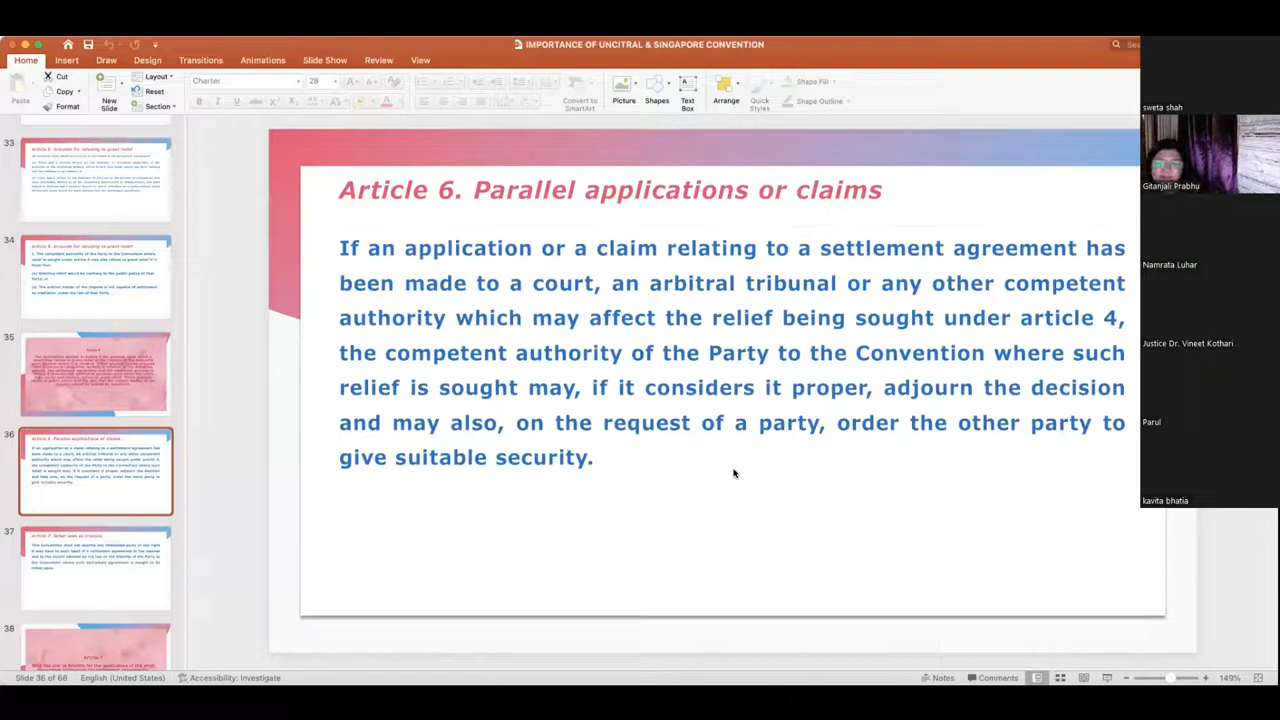 IMPORTANCE OF UNCITRAL & SINGAPORE CONVENTION
Home Insert Draw Design Transitions Animations Slide Show Review View
Paste
Cut
Copy
Format
New Slide
Layout
Reset
Section
Charter 28
Convert to SmartArt
Picture
Shapes
Text Box
Arrange
Quick Styles
Shape Fill
Shape Outline
33
34
35
36
37
38
Article 6. Parallel applications or claims
If an application or a claim relating to a settlement agreement has
been made to a court, an arbitral tribunal or any other competent
authority which may affect the relief being sought under article 4,
the competent authority of the Party to the Convention where such
relief is sought may, if it considers it proper, adjourn the decision
and may also, on the request of a party, order the other party to
give suitable security.
sweta shah
Gitanjali Prabhu
Namrata Luhar
Justice Dr. Vineet Kothari
Parul
kavita bhatia
Slide 36 of 66 English (United States) Accessibility: Investigate Notes Comments 149%